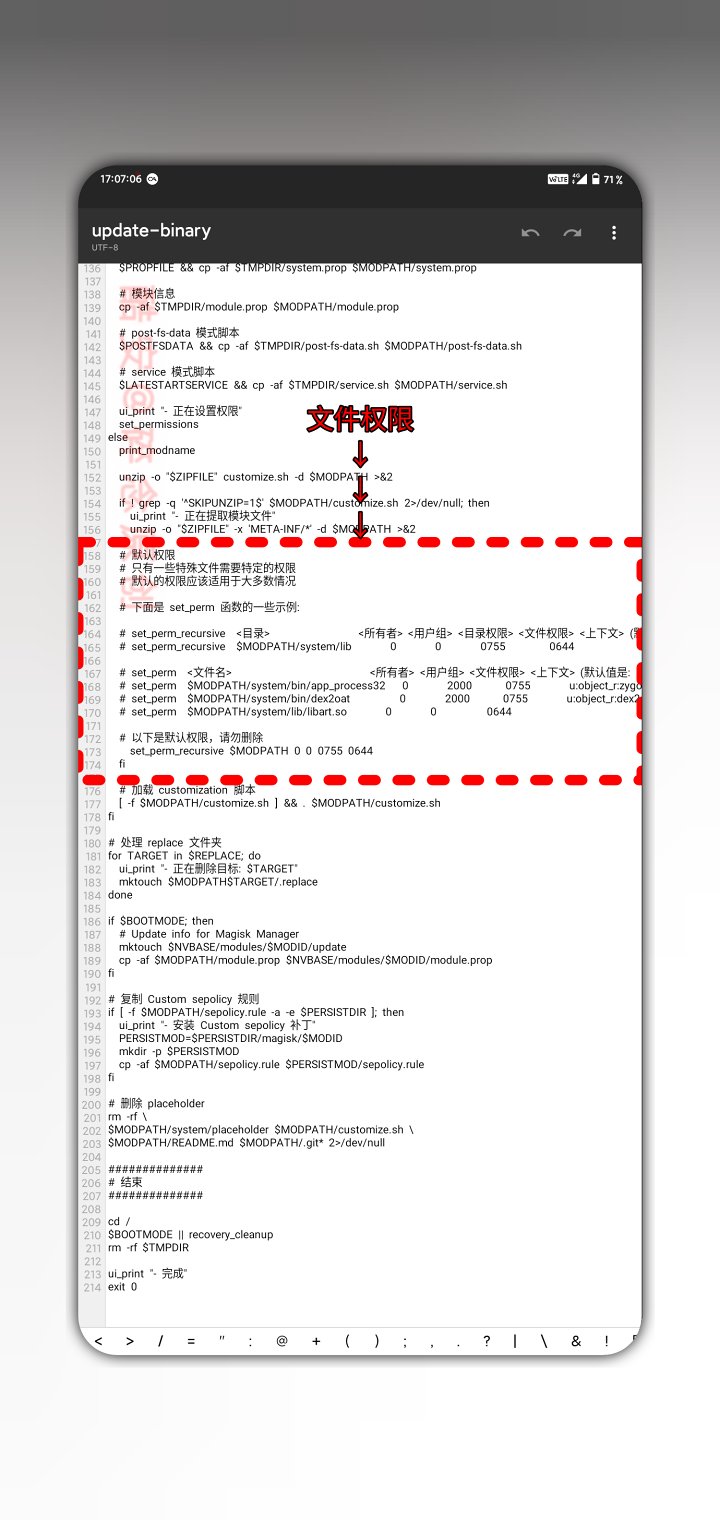 17:07:06
VoLTE 4G 71%
update-binary
UTF-8
136 $PROPFILE && cp -af $TMPDIR/system.prop $MODPATH/system.prop
137
138 # 模块信息
139 cp -af $TMPDIR/module.prop $MODPATH/module.prop
140
141 # post-fs-data 模式脚本
142 $POSTFSDATA && cp -af $TMPDIR/post-fs-data.sh $MODPATH/post-fs-data.sh
143
144 # service 模式脚本
145 $LATESTARTSERVICE && cp -af $TMPDIR/service.sh $MODPATH/service.sh
146
147 ui_print "- 正在设置权限"
文件权限
148 set_permissions
149 else
150 print_modname
151
152 unzip -o "$ZIPFILE" customize.sh -d $MODPATH >&2
153
154 if ! grep -q '^SKIPUNZIP=1$' $MODPATH/customize.sh 2>/dev/null; then
155 ui_print "- 正在提取模块文件"
156 unzip -o "$ZIPFILE" -x 'META-INF/*' -d $MODPATH >&2
158 # 默认权限
159 # 只有一些特殊文件需要特定的权限
160 # 默认的权限应该适用于大多数情况
161
162 # 下面是 set_perm 函数的一些示例:
163
164 # set_perm_recursive <目录> <所有者> <用户组> <目录权限> <文件权限> <上下文>
165 # set_perm_recursive $MODPATH/system/lib 0 0 0755 0644
166
167 # set_perm <文件名> <所有者> <用户组> <文件权限> <上下文> (默认值是:
168 # set_perm $MODPATH/system/bin/app_process32 0 2000 0755 u:object_r:zygo
169 # set_perm $MODPATH/system/bin/dex2oat 0 2000 0755 u:object_r:dex2
170 # set_perm $MODPATH/system/lib/libart.so 0 0 0644
171
172 # 以下是默认权限，请勿删除
173 set_perm_recursive $MODPATH 0 0 0755 0644
174 fi
176 # 加载 customization 脚本
177 [ -f $MODPATH/customize.sh ] && . $MODPATH/customize.sh
178 fi
179
180 # 处理 replace 文件夹
181 for TARGET in $REPLACE; do
182 ui_print "- 正在删除目标: $TARGET"
183 mktouch $MODPATH$TARGET/.replace
184 done
185
186 if $BOOTMODE; then
187 # Update info for Magisk Manager
188 mktouch $NVBASE/modules/$MODID/update
189 cp -af $MODPATH/module.prop $NVBASE/modules/$MODID/module.prop
190 fi
191
192 # 复制 Custom sepolicy 规则
193 if [ -f $MODPATH/sepolicy.rule -a -e $PERSISTDIR ]; then
194 ui_print "- 安装 Custom sepolicy 补丁"
195 PERSISTMOD=$PERSISTDIR/magisk/$MODID
196 mkdir -p $PERSISTMOD
197 cp -af $MODPATH/sepolicy.rule $PERSISTMOD/sepolicy.rule
198 fi
199
200 # 删除 placeholder
201 rm -rf \
202 $MODPATH/system/placeholder $MODPATH/customize.sh \
203 $MODPATH/README.md $MODPATH/.git* 2>/dev/null
204
205 ##############
206 # 结束
207 ##############
208
209 cd /
210 $BOOTMODE || recovery_cleanup
211 rm -rf $TMPDIR
212
213 ui_print "- 完成"
214 exit 0
< > / = " : @ + ( ) ; , . ? | \ & !